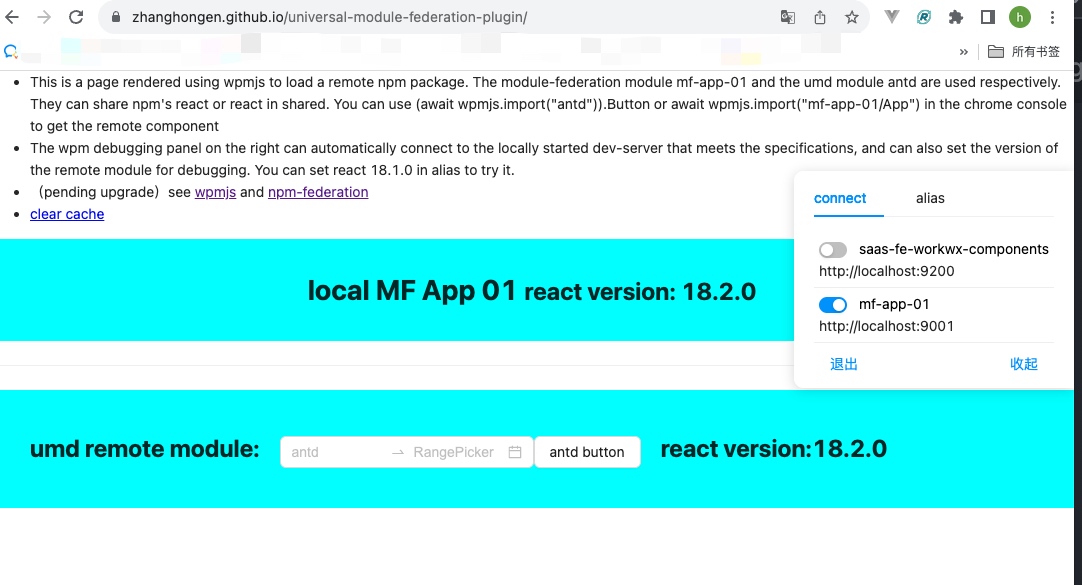 zhanghongen.github.io/universal-module-federation-plugin/
h
» 所有书签
This is a page rendered using wpmjs to load a remote npm package. The module-federation module mf-app-01 and the umd module antd are used respectively.
They can share npm's react or react in shared. You can use (await wpmjs.import("antd")).Button or await wpmjs.import("mf-app-01/App") in the chrome console
to get the remote component
The wpm debugging panel on the right can automatically connect to the locally started dev-server that meets the specifications, and can also set the version of
the remote module for debugging. You can set react 18.1.0 in alias to try it.
（pending upgrade）see wpmjs and npm-federation
clear cache
connect alias
saas-fe-workwx-components
http://localhost:9200
mf-app-01
http://localhost:9001
退出 收起
local MF App 01 react version: 18.2.0
umd remote module: antd RangePicker antd button react version:18.2.0